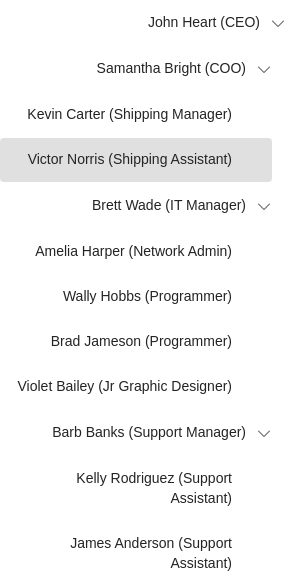 John Heart (CEO)
Samantha Bright (COO)
Kevin Carter (Shipping Manager)
Victor Norris (Shipping Assistant)
Brett Wade (IT Manager)
Amelia Harper (Network Admin)
Wally Hobbs (Programmer)
Brad Jameson (Programmer)
Violet Bailey (Jr Graphic Designer)
Barb Banks (Support Manager)
Kelly Rodriguez (Support
Assistant)
James Anderson (Support
Assistant)